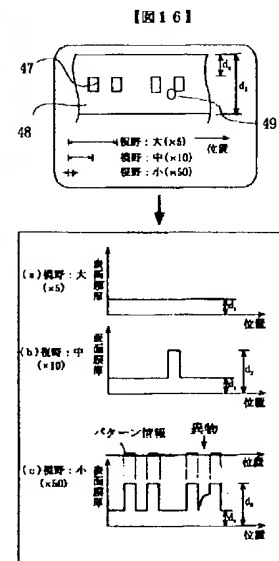 【図16】
47
48
49
d₄
d₃
位置
視野:大(×5)
視野:中(×10)
視野:小(×50)
(a)視野:大
(×5)
表面膜厚
d₁
位置
(b)視野:中
(×10)
表面膜厚
d₂
d₁
位置
パターン情報
異物
位置
(c)視野:小
(×50)
表面膜厚
位置